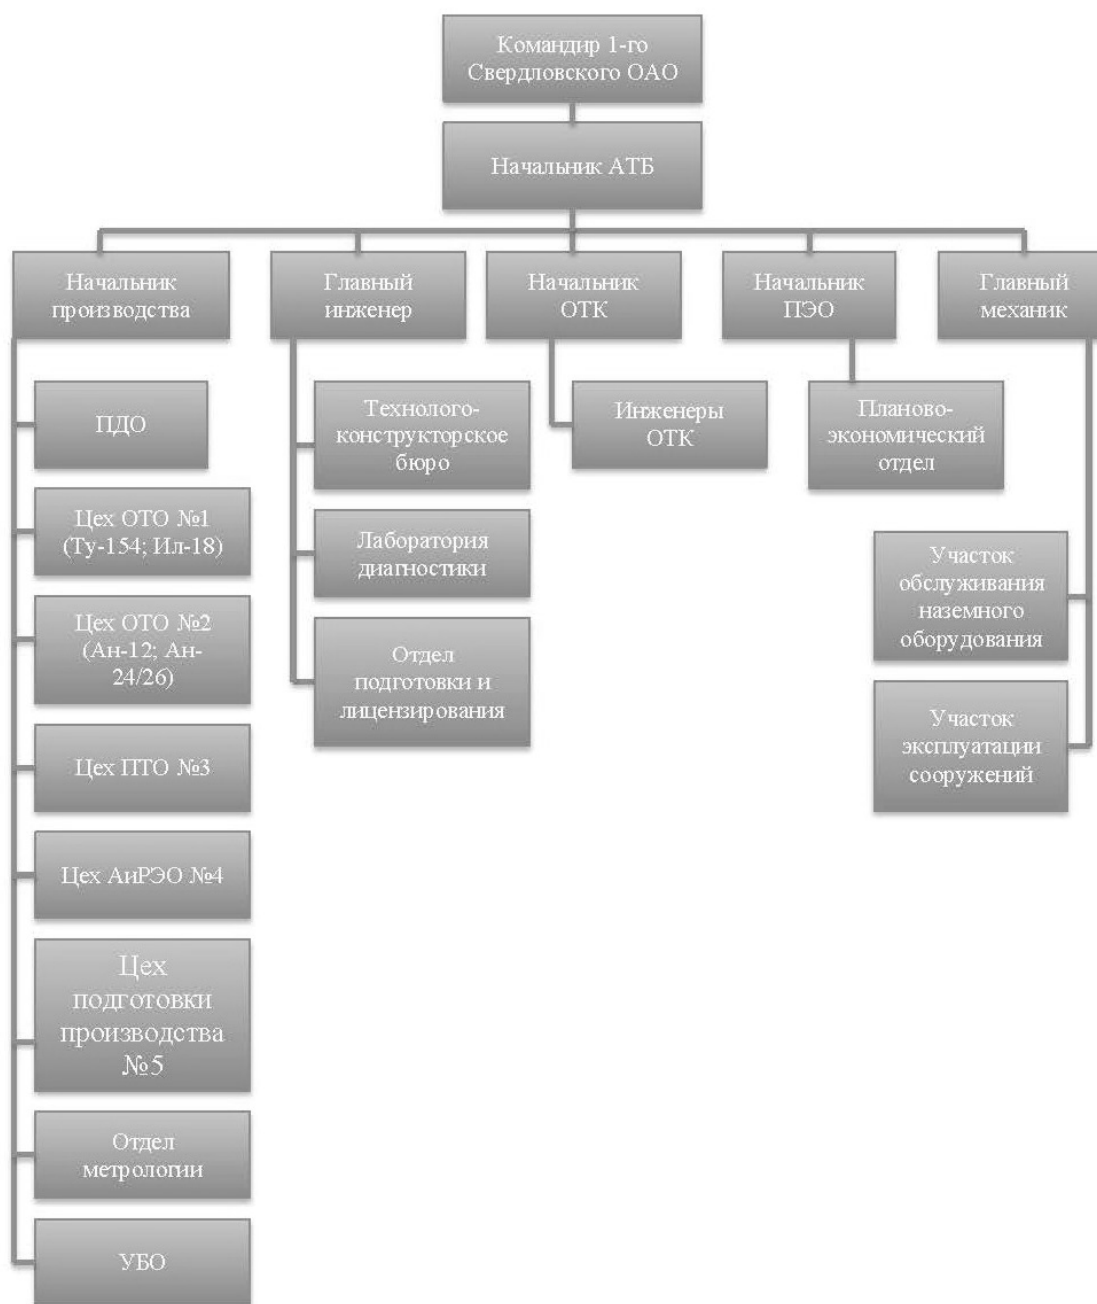 Командир 1-го
Свердловского ОАО
Начальник АТБ
Начальник
производства
Главный
инженер
Начальник
ОТК
Начальник
ПЭО
Главный
механик
ПДО
Цех ОТО №1
(Ту-154; Ил-18)
Цех ОТО №2
(Ан-12; Ан-
24/26)
Цех ПТО №3
Цех АиРЭО №4
Цех
подготовки
производства
№5
Отдел
метрологии
УБО
Технолого-
конструкторское
бюро
Лаборатория
диагностики
Отдел
подготовки и
лицензирования
Инженеры
ОТК
Планово-
экономический
отдел
Участок
обслуживания
наземного
оборудования
Участок
эксплуатации
сооружений